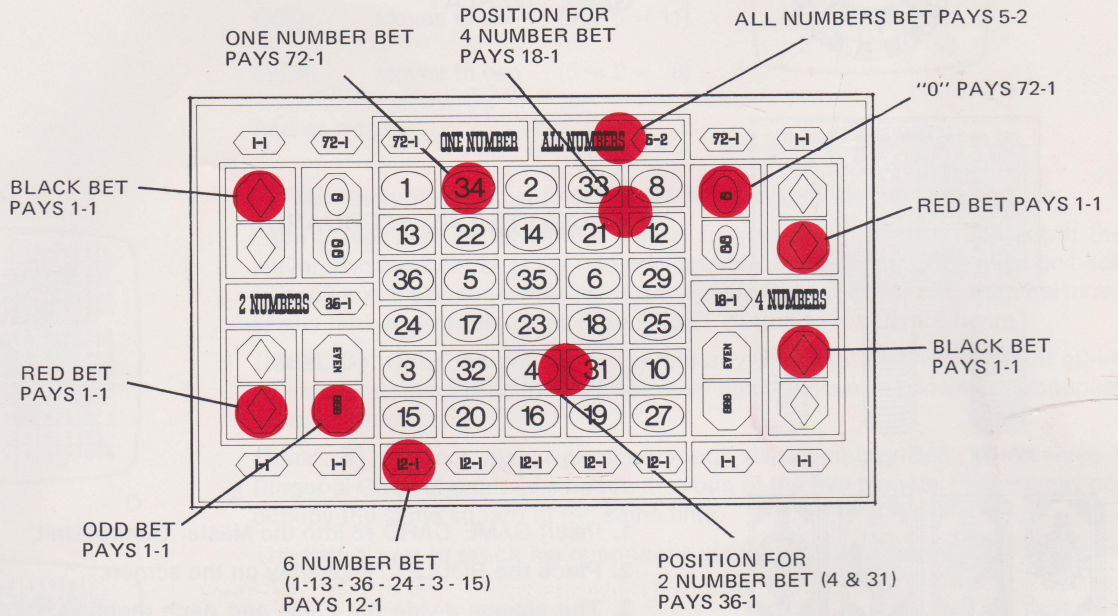 POSITION FOR
4 NUMBER BET
PAYS 18-1
ALL NUMBERS BET PAYS 5-2
ONE NUMBER BET
PAYS 72-1
"0" PAYS 72-1
1-1 72-1 72-1 ONE NUMBER ALL NUMBERS 5-2 72-1 1-1
BLACK BET
PAYS 1-1
0 1 34 2 33 8 0
RED BET PAYS 1-1
00 13 22 14 21 12 00
36 5 35 6 29
2 NUMBERS 36-1 18-1 4 NUMBERS
24 17 23 18 25
EVEN EVEN
BLACK BET
PAYS 1-1
RED BET
PAYS 1-1
3 32 4 31 10
ODD 15 20 16 19 27 ODD
1-1 1-1 12-1 12-1 12-1 12-1 12-1 1-1 1-1
ODD BET
PAYS 1-1
6 NUMBER BET
(1-13-36-24-3-15)
PAYS 12-1
POSITION FOR
2 NUMBER BET (4 & 31)
PAYS 36-1